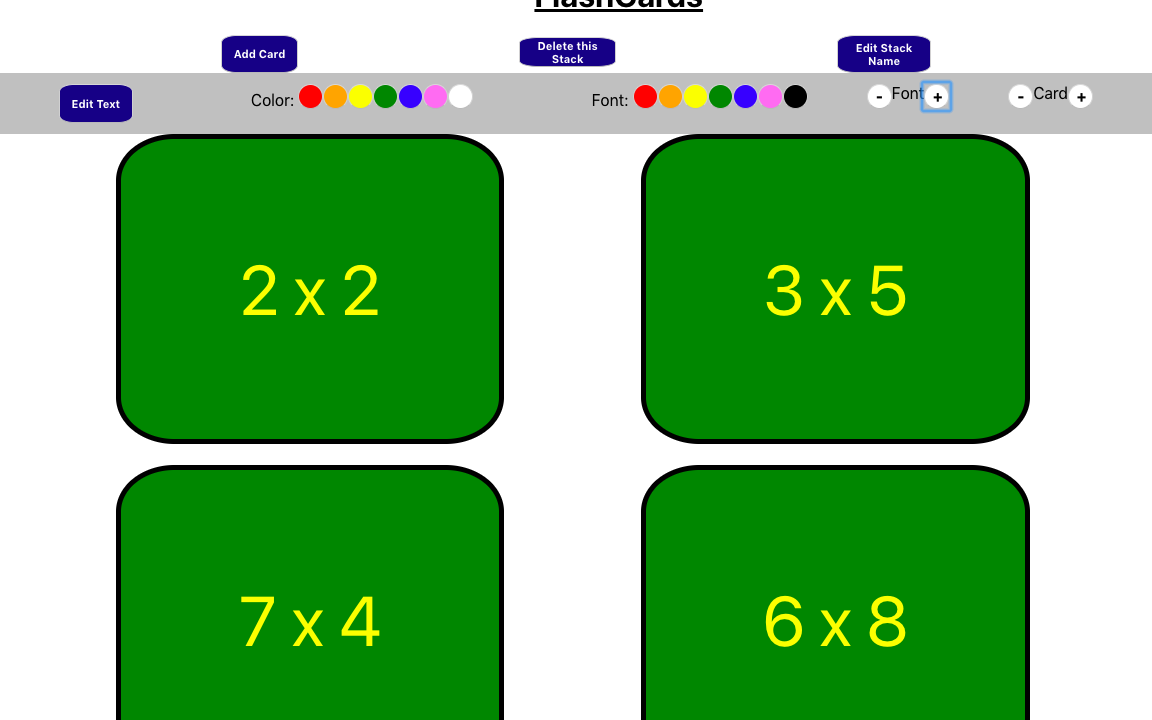 FlashCards
Add Card
Delete this
Stack
Edit Stack
Name
Edit Text
Color:
Font:
- Font +
- Card +
2 x 2
3 x 5
7 x 4
6 x 8